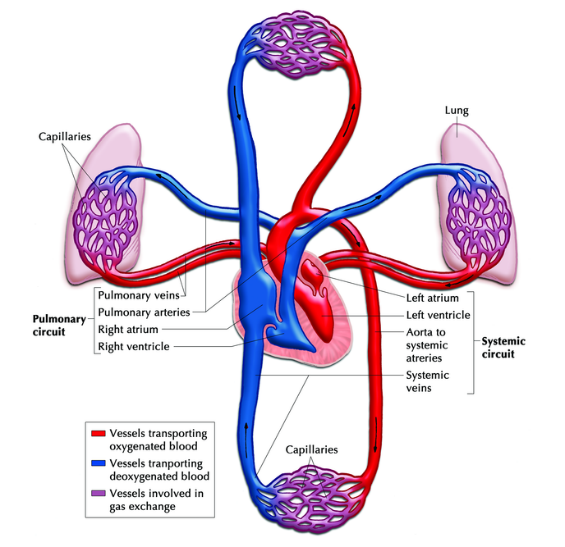 Capillaries
Lung
Pulmonary veins
Pulmonary arteries
Right atrium
Right ventricle
Pulmonary
circuit
Left atrium
Left ventricle
Aorta to
systemic
atreries
Systemic
veins
Systemic
circuit
Capillaries
Vessels transporting
oxygenated blood
Vessels tranporting
deoxygenated blood
Vessels involved in
gas exchange